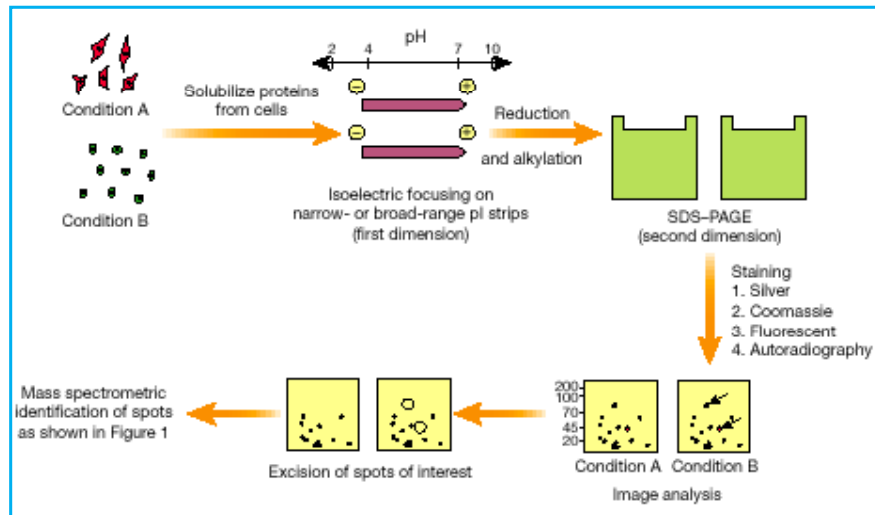 pH
2 4 7 10
Condition A
Solubilize proteins
from cells
− +
− +
Reduction
and alkylation
Condition B
Isoelectric focusing on
narrow- or broad-range pI strips
(first dimension)
SDS–PAGE
(second dimension)
Staining
1. Silver
2. Coomassie
3. Fluorescent
4. Autoradiography
Mass spectrometric
identification of spots
as shown in Figure 1
Excision of spots of interest
200
100
70
45
20
Condition A Condition B
Image analysis